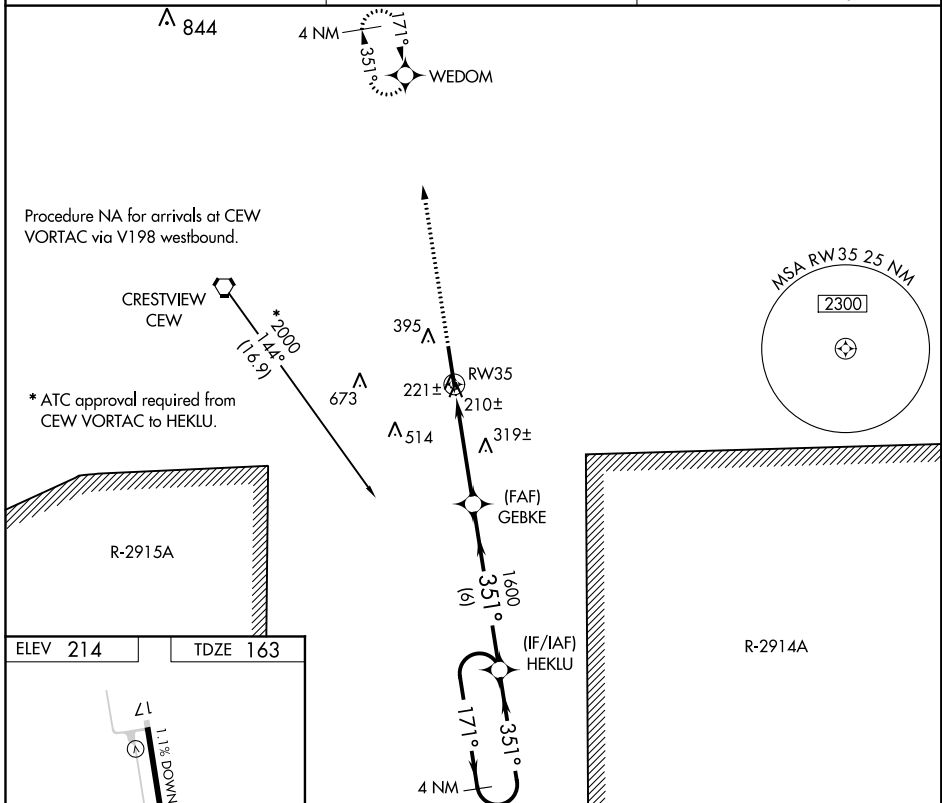 844
4 NM
171°
351°
WEDOM
Procedure NA for arrivals at CEW
VORTAC via V198 westbound.
CRESTVIEW
CEW
*2000
144°
(16.9)
MSA RW35 25 NM
2300
395
RW35
221±
210±
673
514
319±
* ATC approval required from
CEW VORTAC to HEKLU.
(FAF)
GEBKE
R-2915A
1600
351°
(6)
(IF/IAF)
HEKLU
R-2914A
ELEV 214
TDZE 163
171°
351°
4 NM
17
1.1% DOWN
V